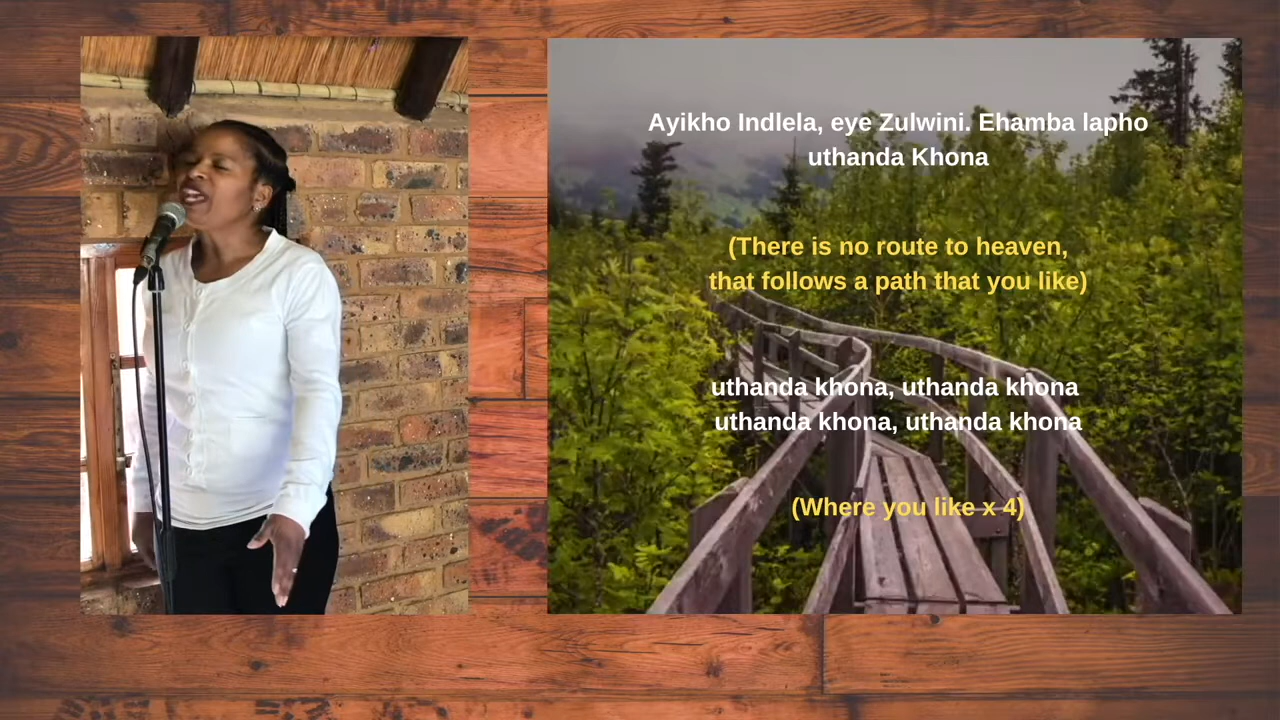 Ayikho Indlela, eye Zulwini. Ehamba lapho
uthanda Khona
(There is no route to heaven,
that follows a path that you like)
uthanda khona, uthanda khona
uthanda khona, uthanda khona
(Where you like x 4)